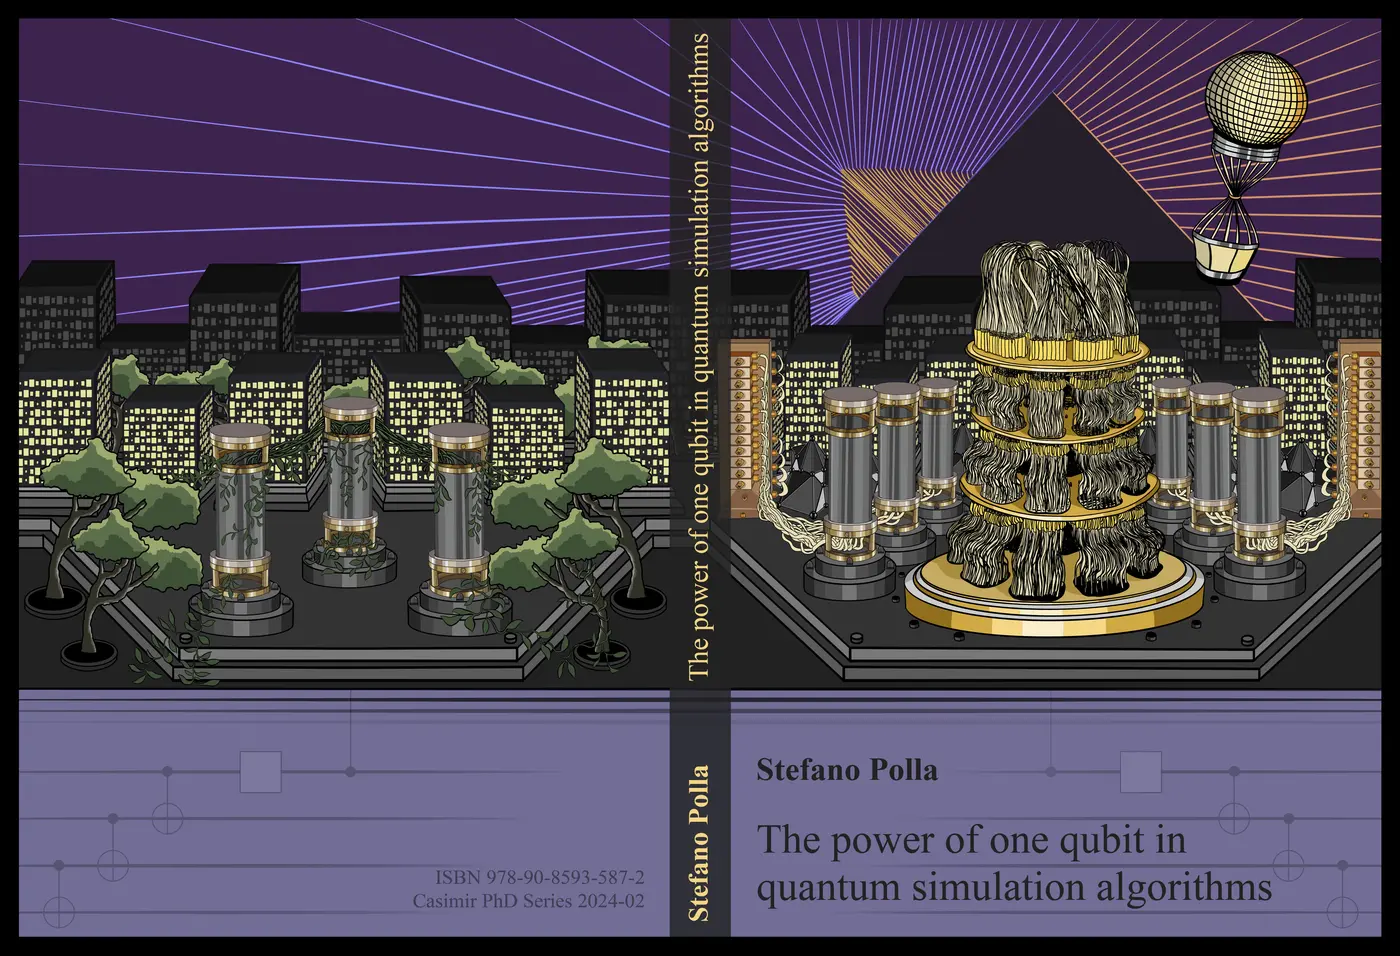 ISBN 978-90-8593-587-2
Casimir PhD Series 2024-02
The power of one qubit in quantum simulation algorithms
Stefano Polla
Stefano Polla
The power of one qubit in
quantum simulation algorithms